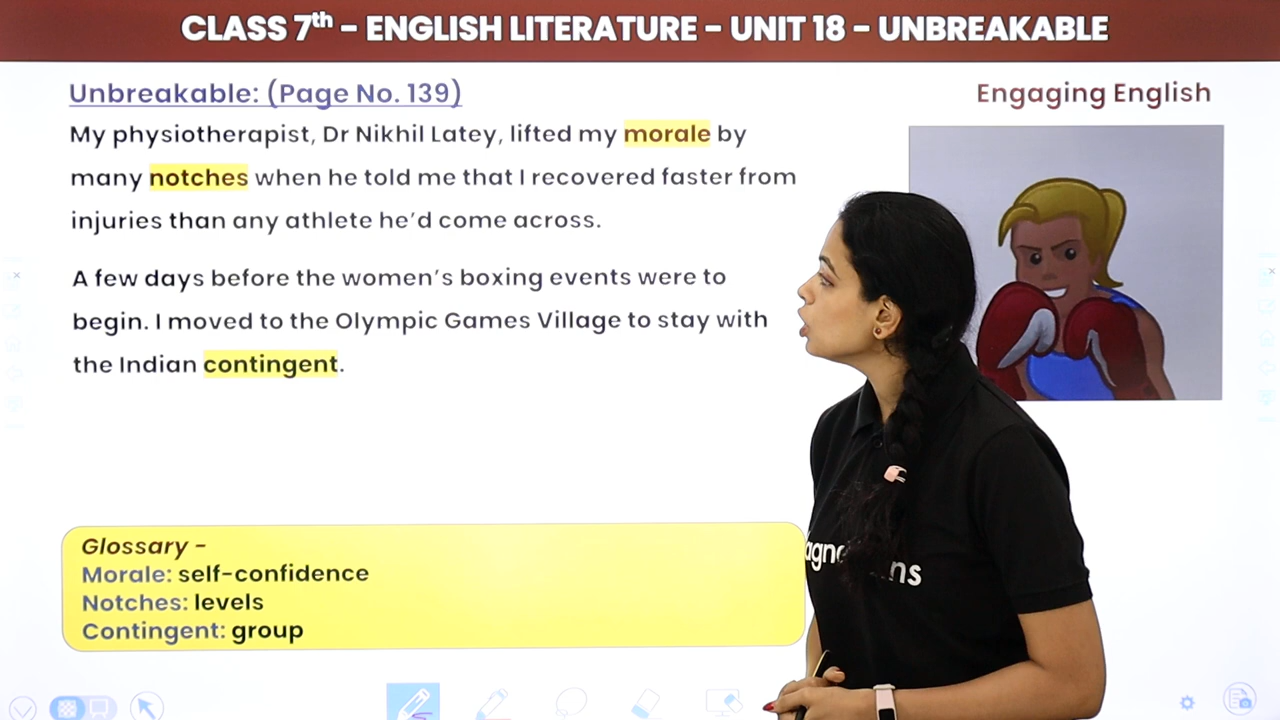 CLASS 7th - ENGLISH LITERATURE - UNIT 18 - UNBREAKABLE
Unbreakable: (Page No. 139)
Engaging English
My physiotherapist, Dr Nikhil Latey, lifted my morale by
many notches when he told me that I recovered faster from
injuries than any athlete he'd come across.
A few days before the women's boxing events were to
begin. I moved to the Olympic Games Village to stay with
the Indian contingent.
Glossary -
Morale: self-confidence
Notches: levels
Contingent: group